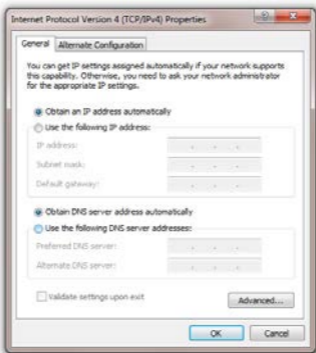 Internet Protocol Version 4 (TCP/IPv4) Properties
General
Alternate Configuration
You can get IP settings assigned automatically if your network supports
this capability. Otherwise, you need to ask your network administrator
for the appropriate IP settings.
Obtain an IP address automatically
Use the following IP address:
IP address:
Subnet mask:
Default gateway:
Obtain DNS server address automatically
Use the following DNS server addresses:
Preferred DNS server:
Alternate DNS server:
Validate settings upon exit
Advanced...
OK
Cancel